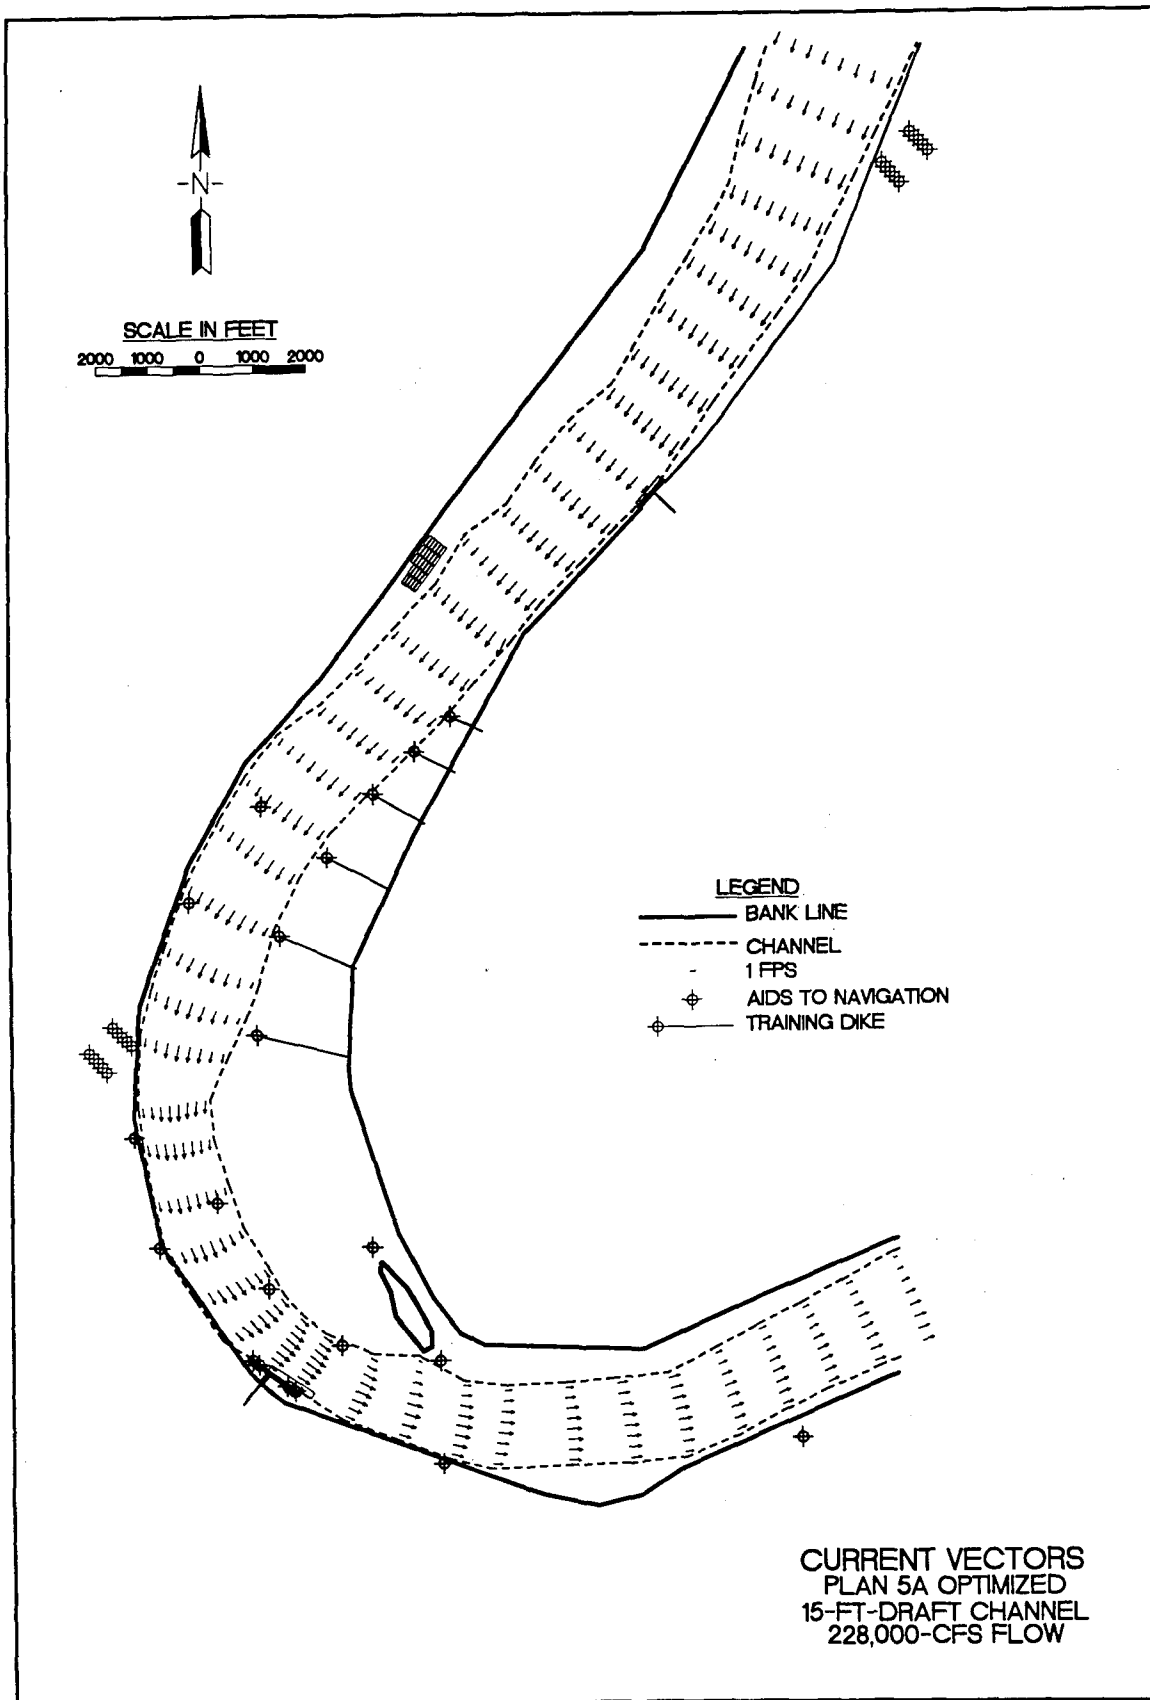 -N-
SCALE IN FEET
2000 1000 0 1000 2000
LEGEND
BANK LINE
CHANNEL
1 FPS
AIDS TO NAVIGATION
TRAINING DIKE
CURRENT VECTORS
PLAN 5A OPTIMIZED
15-FT-DRAFT CHANNEL
228,000-CFS FLOW